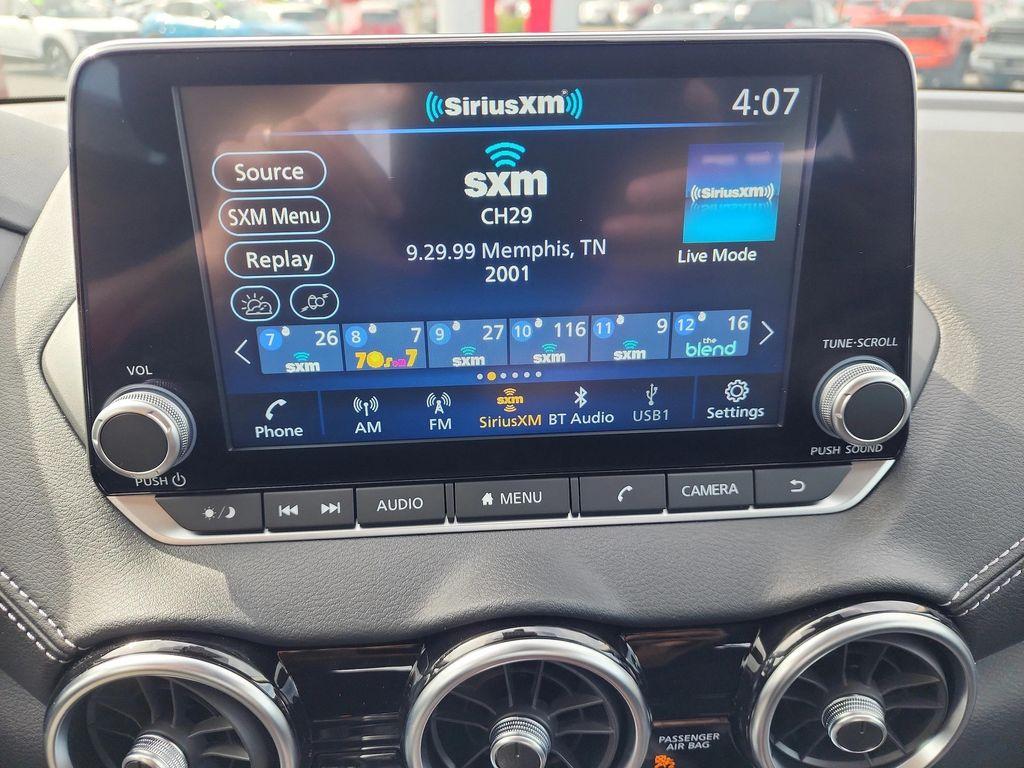 SiriusXM
4:07
Source
SXM Menu
Replay
sxm
CH29
9.29.99 Memphis, TN
2001
SiriusXM
Live Mode
7 26 sxm
8 7 70s on 7
9 27 sxm
10 116 sxm
11 9 sxm
12 16 the blend
Phone
AM
FM
sxm
SiriusXM
BT Audio
USB1
Settings
VOL
PUSH
TUNE·SCROLL
PUSH SOUND
AUDIO
MENU
CAMERA
PASSENGER
AIR BAG